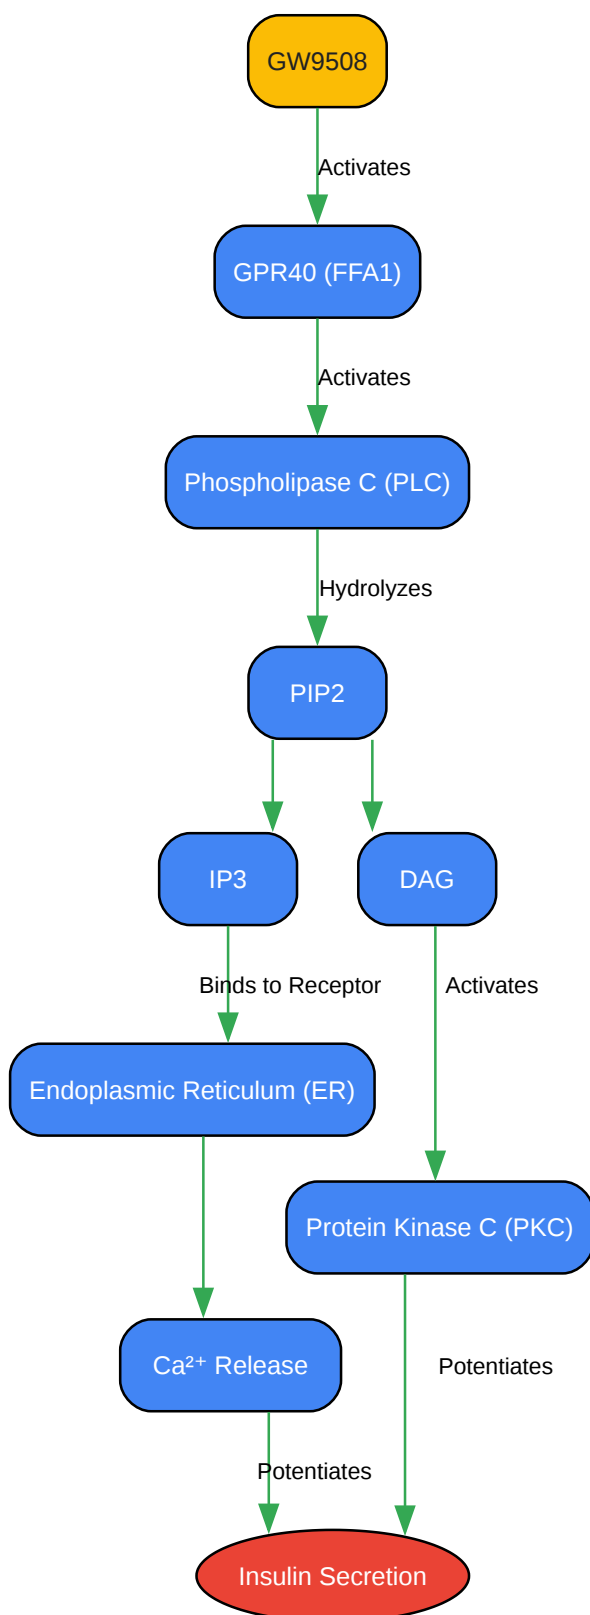 GW9508
Activates
GPR40 (FFA1)
Activates
Phospholipase C (PLC)
Hydrolyzes
PIP2
IP3
DAG
Binds to Receptor
Activates
Endoplasmic Reticulum (ER)
Protein Kinase C (PKC)
Ca²⁺ Release
Potentiates
Potentiates
Insulin Secretion